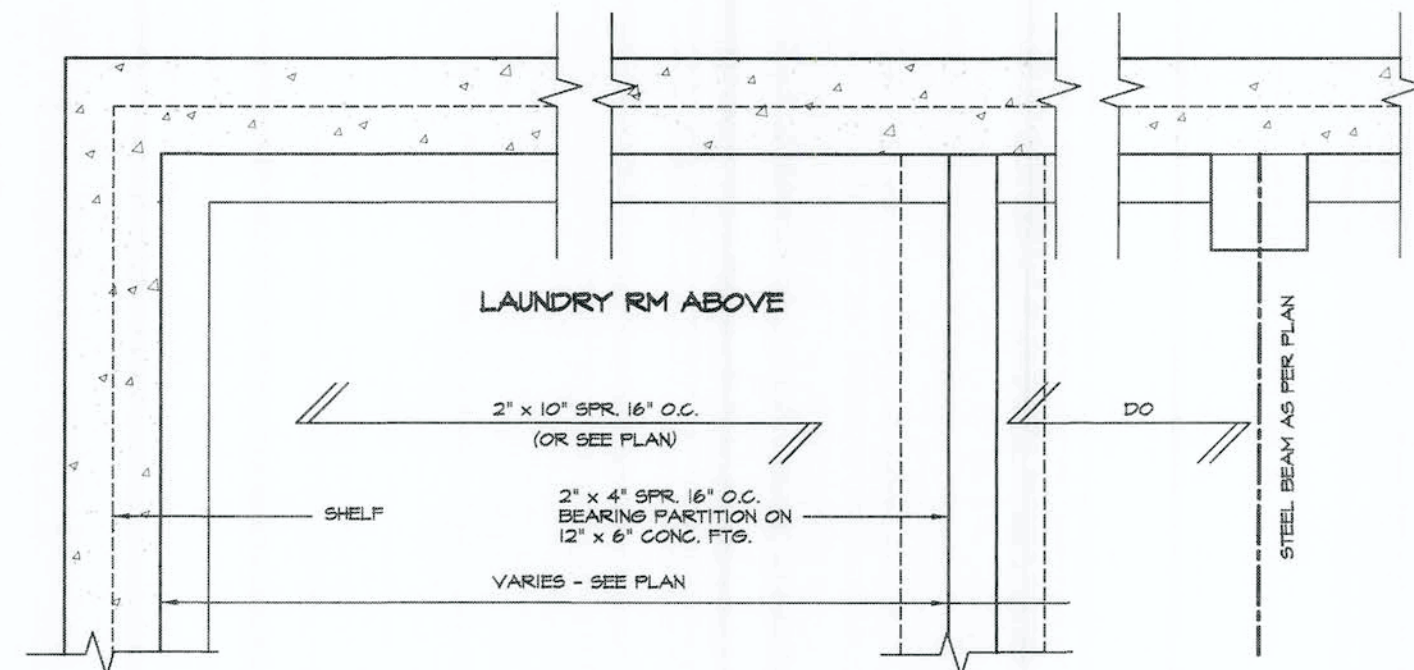 LAUNDRY RM ABOVE
2" x 10" SPR. 16" O.C.
(OR SEE PLAN)
DO
STEEL BEAM AS PER PLAN
SHELF
2" x 4" SPR. 16" O.C.
BEARING PARTITION ON
12" x 6" CONC. FTG.
VARIES - SEE PLAN